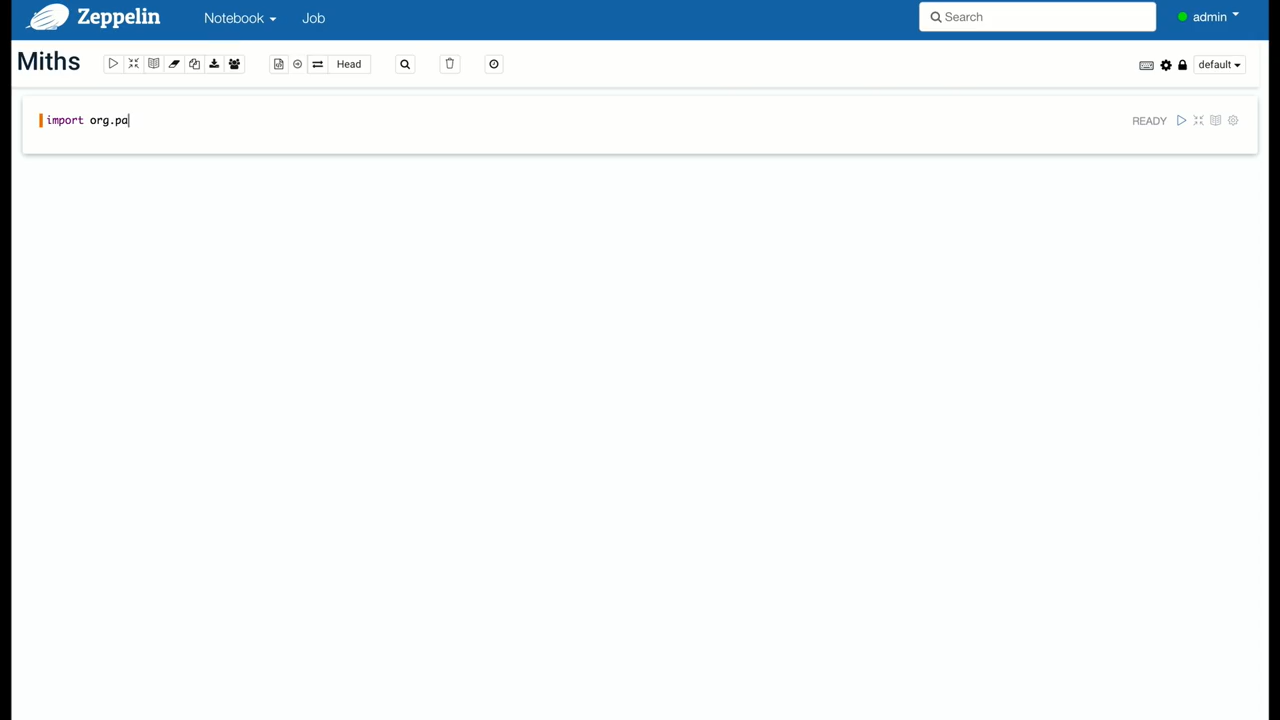 Zeppelin Notebook Job Search admin
Miths Head default
import org.pa READY